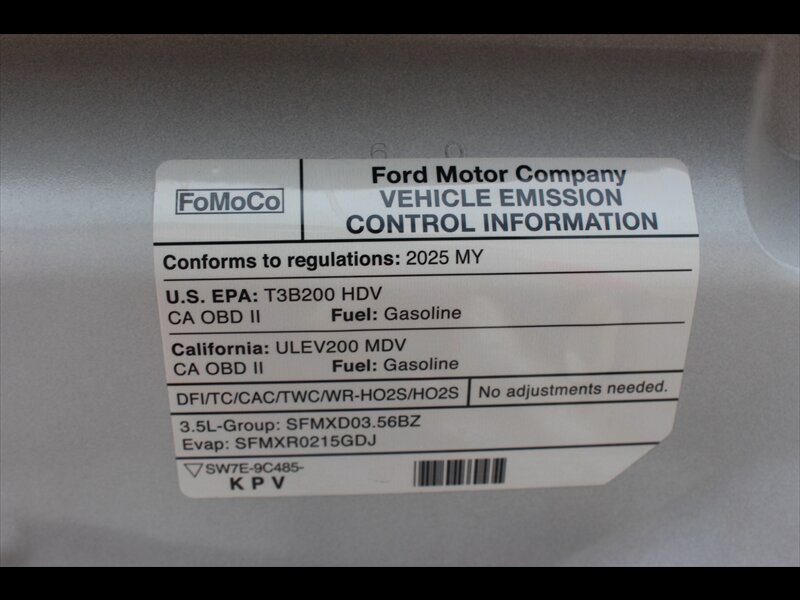 FoMoCo
Ford Motor Company
VEHICLE EMISSION
CONTROL INFORMATION
Conforms to regulations: 2025 MY
U.S. EPA: T3B200 HDV
CA OBD II Fuel: Gasoline
California: ULEV200 MDV
CA OBD II Fuel: Gasoline
DFI/TC/CAC/TWC/WR-HO2S/HO2S
No adjustments needed.
3.5L-Group: SFMXD03.56BZ
Evap: SFMXR0215GDJ
SW7E-9C485-
K P V